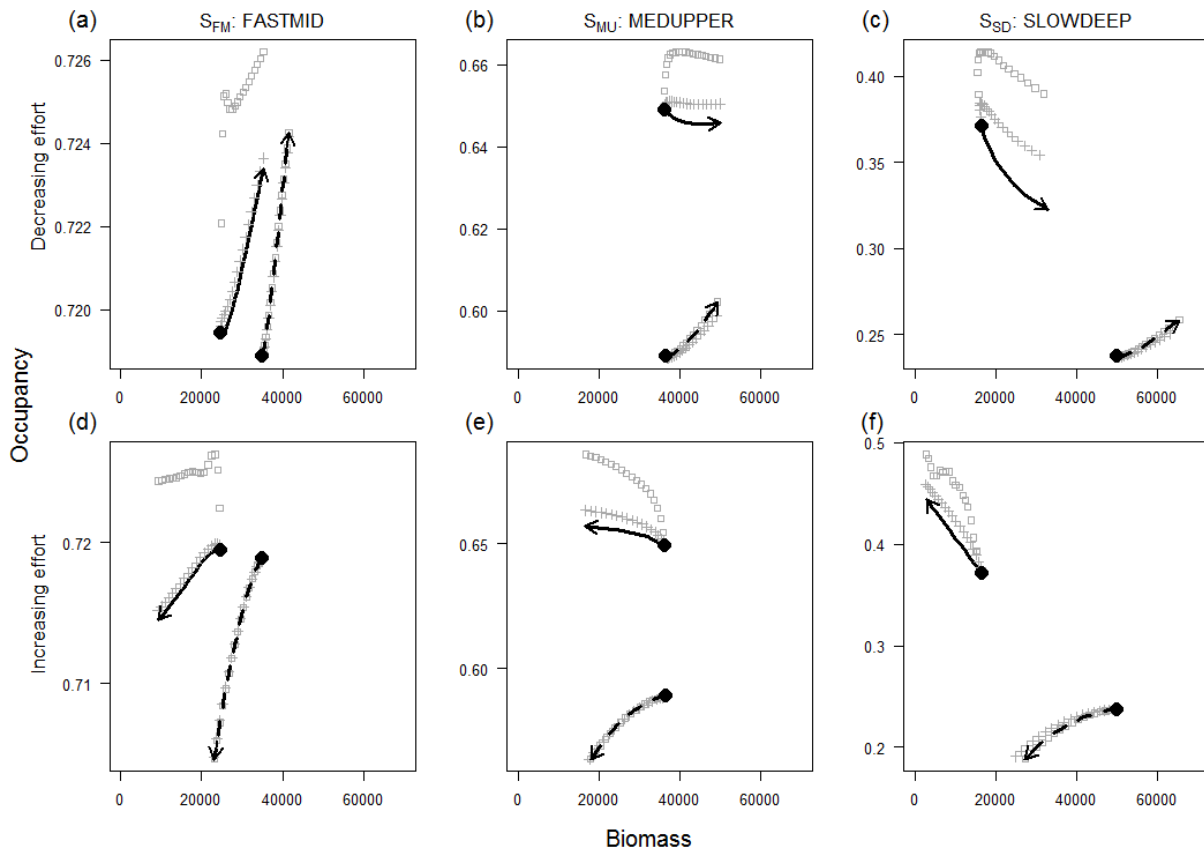 (a) S_FM: FASTMID (b) S_MU: MEDUPPER (c) S_SD: SLOWDEEP
Decreasing effort
0.726
0.724
0.722
0.720
0 20000 40000 60000
0.66
0.64
0.62
0.60
0 20000 40000 60000
0.40
0.35
0.30
0.25
0 20000 40000 60000
Occupancy
(d) (e) (f)
Increasing effort
0.72
0.71
0 20000 40000 60000
0.65
0.60
0 20000 40000 60000
0.5
0.4
0.3
0.2
0 20000 40000 60000
Biomass